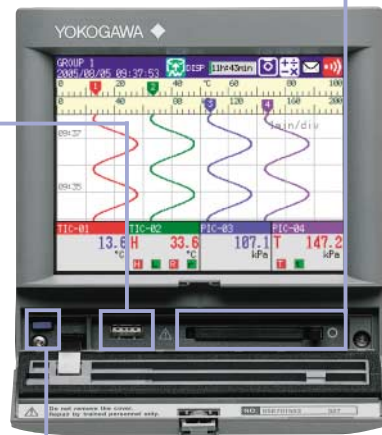 YOKOGAWA
GROUP 1
2005/08/05 09:37:53 DISP 11h43min
0 20 40 °C 60 80 100
0 40 80 120 160 200
1 2
3 4
1min/div
09:37
09:35
TIC-01 TIC-02 PIC-03 PIC-04
13.6 H 33.6 107.1 T 147.2
°C °C kPa kPa
H R T
Do not remove the cover.
Repair by trained personnel only.
NO.